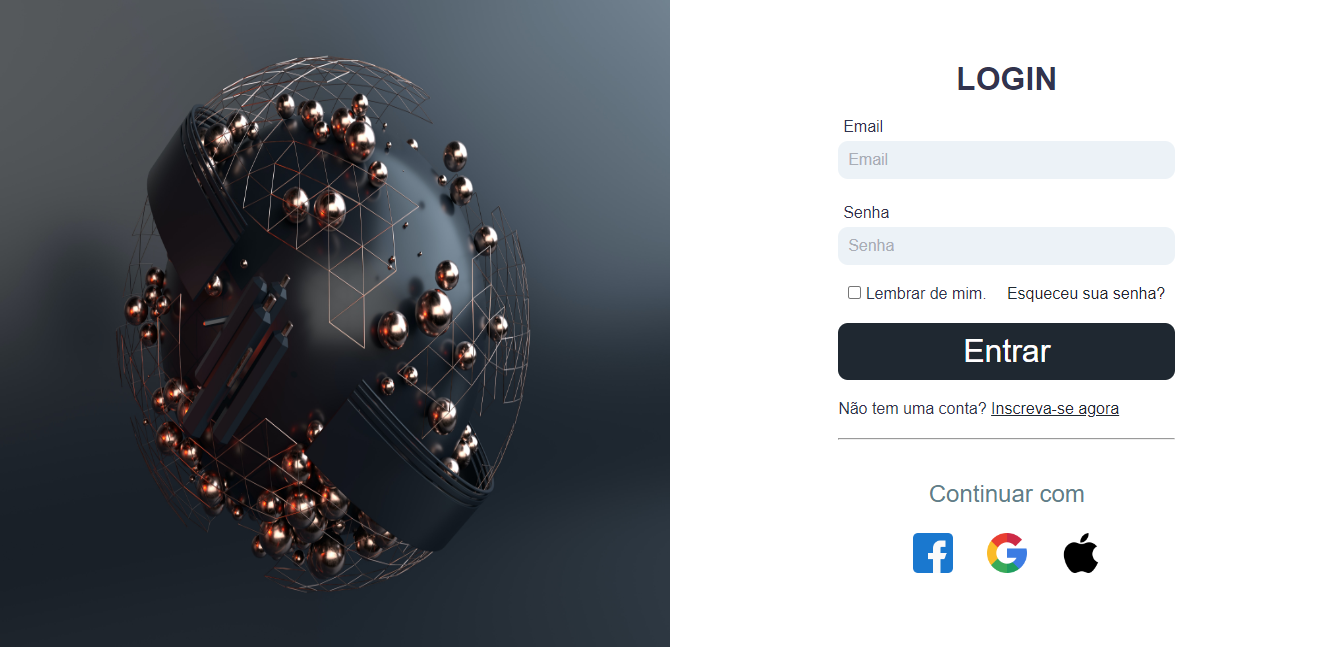 LOGIN
Email
Email
Senha
Senha
Lembrar de mim. Esqueceu sua senha?
Entrar
Não tem uma conta? Inscreva-se agora
Continuar com